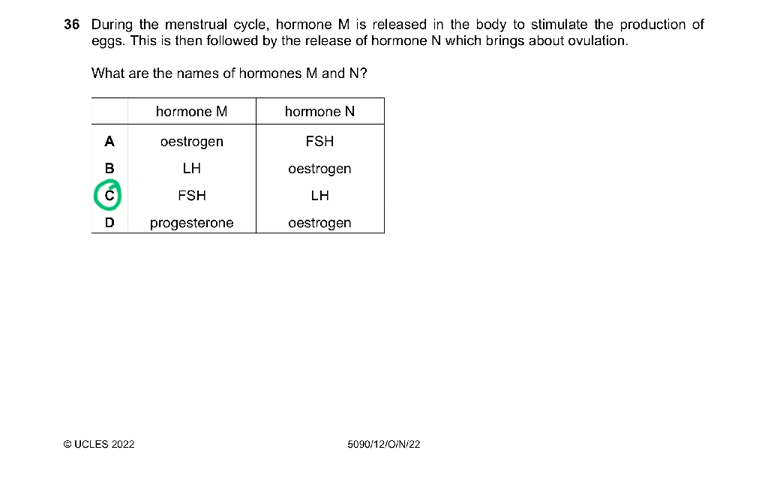 36 During the menstrual cycle, hormone M is released in the body to stimulate the production of
eggs. This is then followed by the release of hormone N which brings about ovulation.
What are the names of hormones M and N?
hormone M hormone N
A oestrogen FSH
B LH oestrogen
C FSH LH
D progesterone oestrogen
© UCLES 2022 5090/12/O/N/22